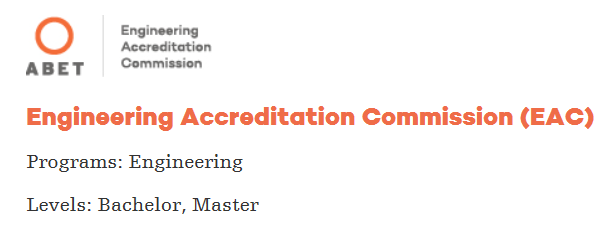 ABET
Engineering
Accreditation
Commission
Engineering Accreditation Commission (EAC)
Programs: Engineering
Levels: Bachelor, Master